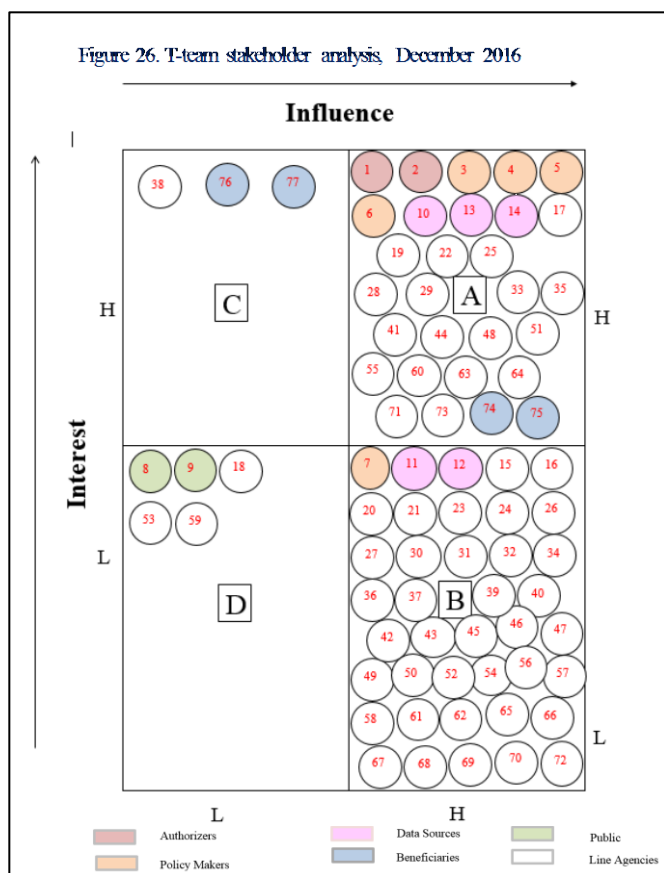 Figure 26. T-team stakeholder analysis, December 2016
Influence
1 2 3 4 5
38 76 77
6 10 13 14 17
19 22 25
H C 28 29 A 33 35 H
41 44 48 51
55 60 63 64
71 73 74 75
Interest
8 9 18 7 11 12 15 16
53 59 20 21 23 24 26
L 27 30 31 32 34
D 36 37 B 39 40
42 43 45 46 47
49 50 52 54 56 57
58 61 62 65 66
L
67 68 69 70 72
L H
Authorizers Data Sources Public
Policy Makers Beneficiaries Line Agencies